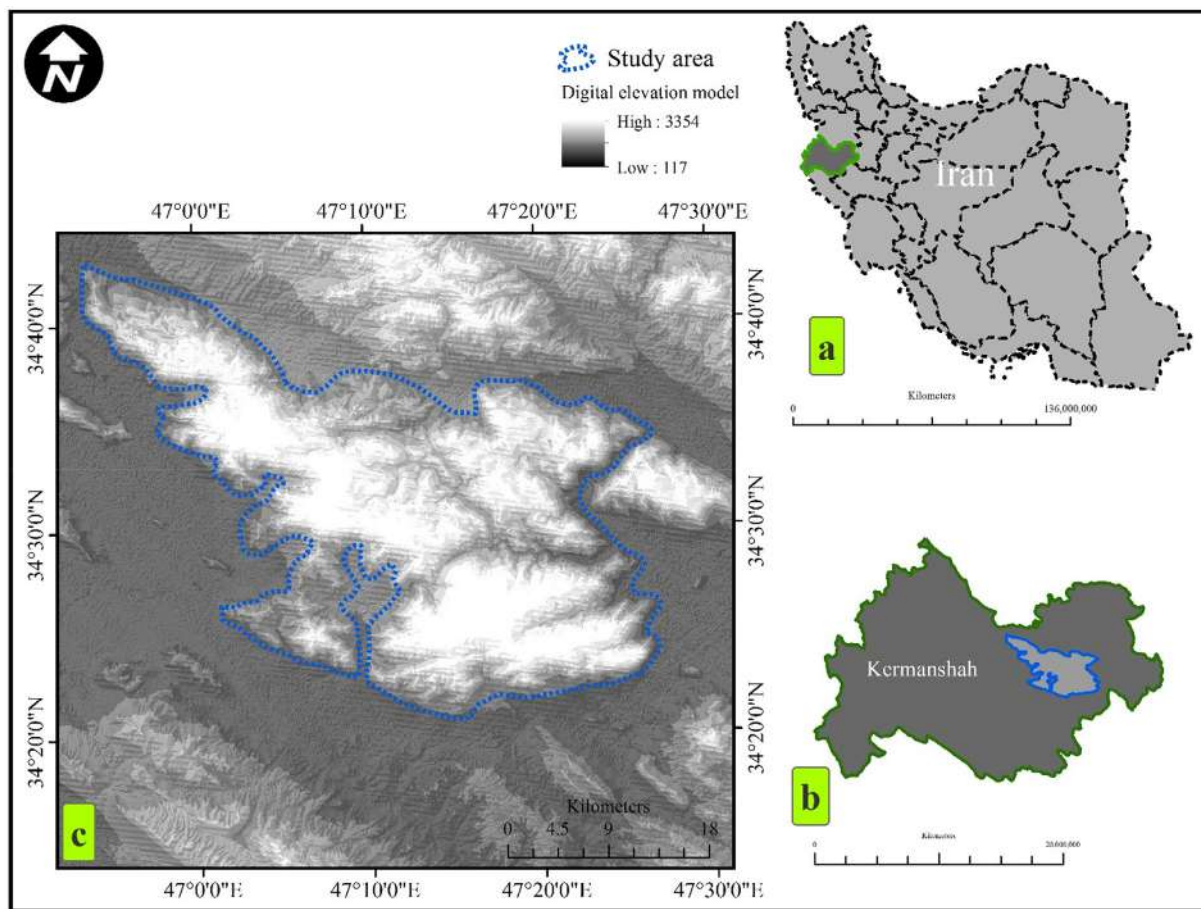 N
Study area
Digital elevation model
High : 3354
Low : 117
47°0'0"E 47°10'0"E 47°20'0"E 47°30'0"E
34°40'0"N
34°30'0"N
34°20'0"N
34°40'0"N
34°30'0"N
34°20'0"N
Kilometers
0 4.5 9 18
c
47°0'0"E 47°10'0"E 47°20'0"E 47°30'0"E
Iran
a
Kilometers
0 136,000,000
Kermanshah
b
Kilometers
0